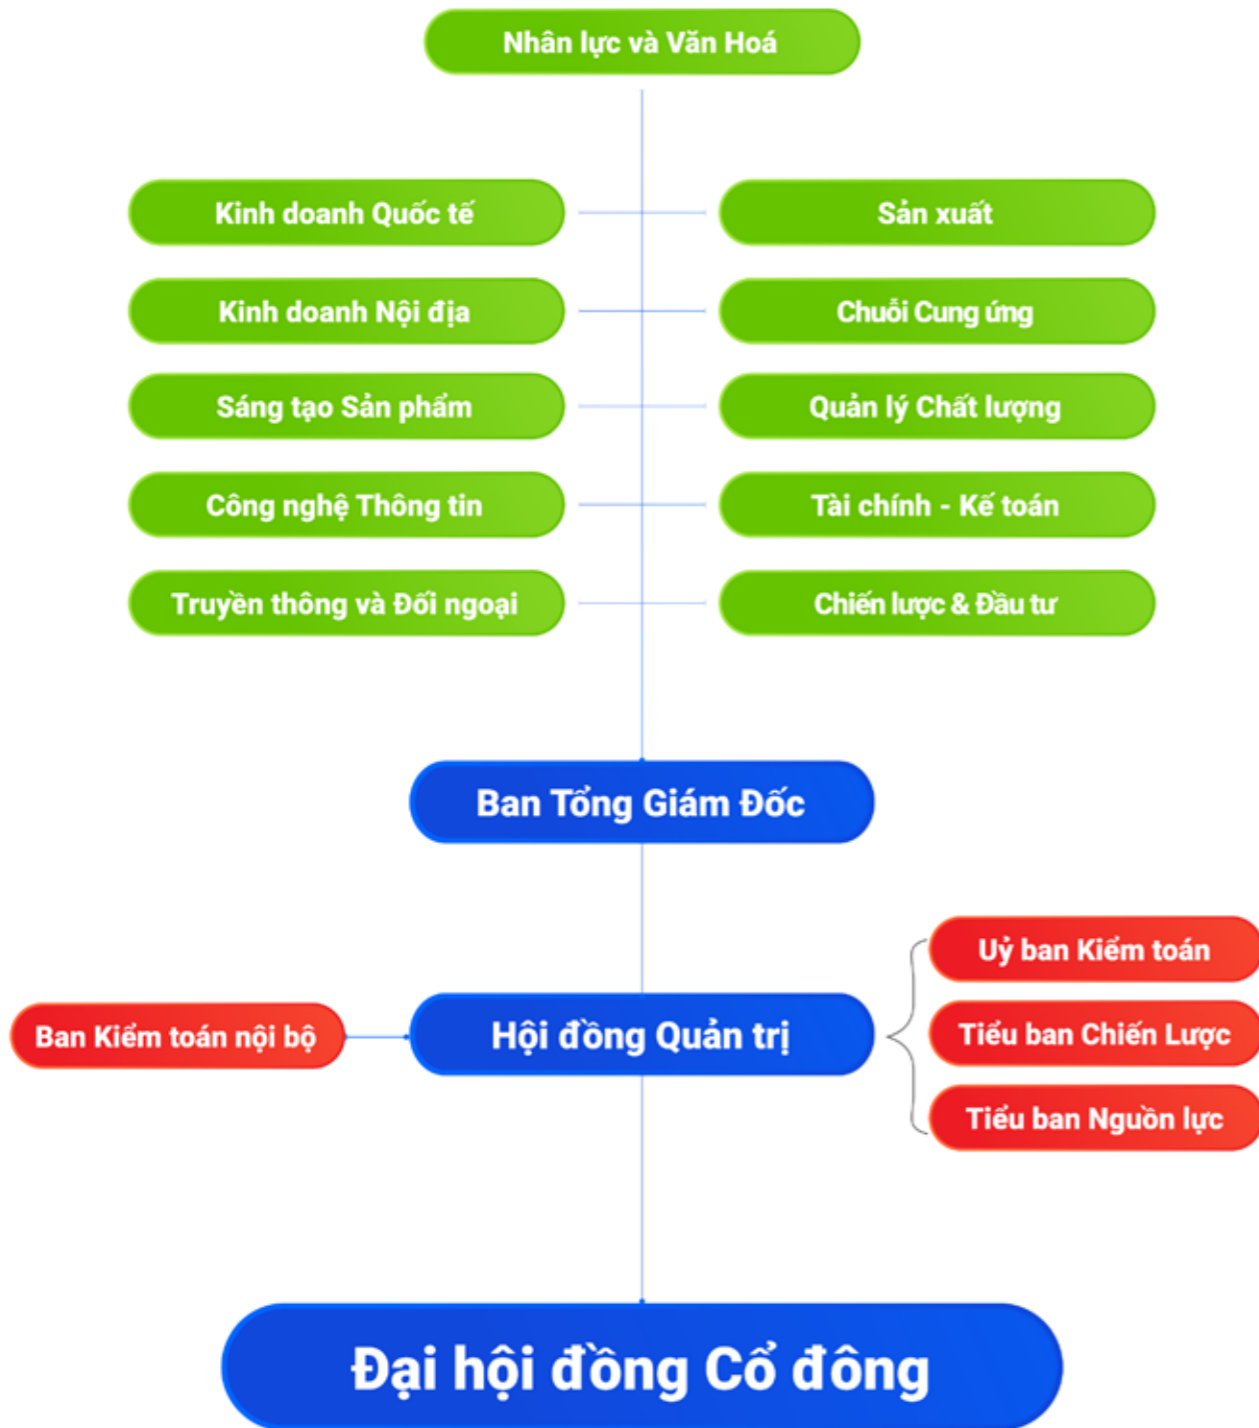 Nhân lực và Văn Hoá
Kinh doanh Quốc tế
Sản xuất
Kinh doanh Nội địa
Chuỗi Cung ứng
Sáng tạo Sản phẩm
Quản lý Chất lượng
Công nghệ Thông tin
Tài chính - Kế toán
Truyền thông và Đối ngoại
Chiến lược & Đầu tư
Ban Tổng Giám Đốc
Uỷ ban Kiểm toán
Ban Kiểm toán nội bộ
Hội đồng Quản trị
Tiểu ban Chiến Lược
Tiểu ban Nguồn lực
Đại hội đồng Cổ đông